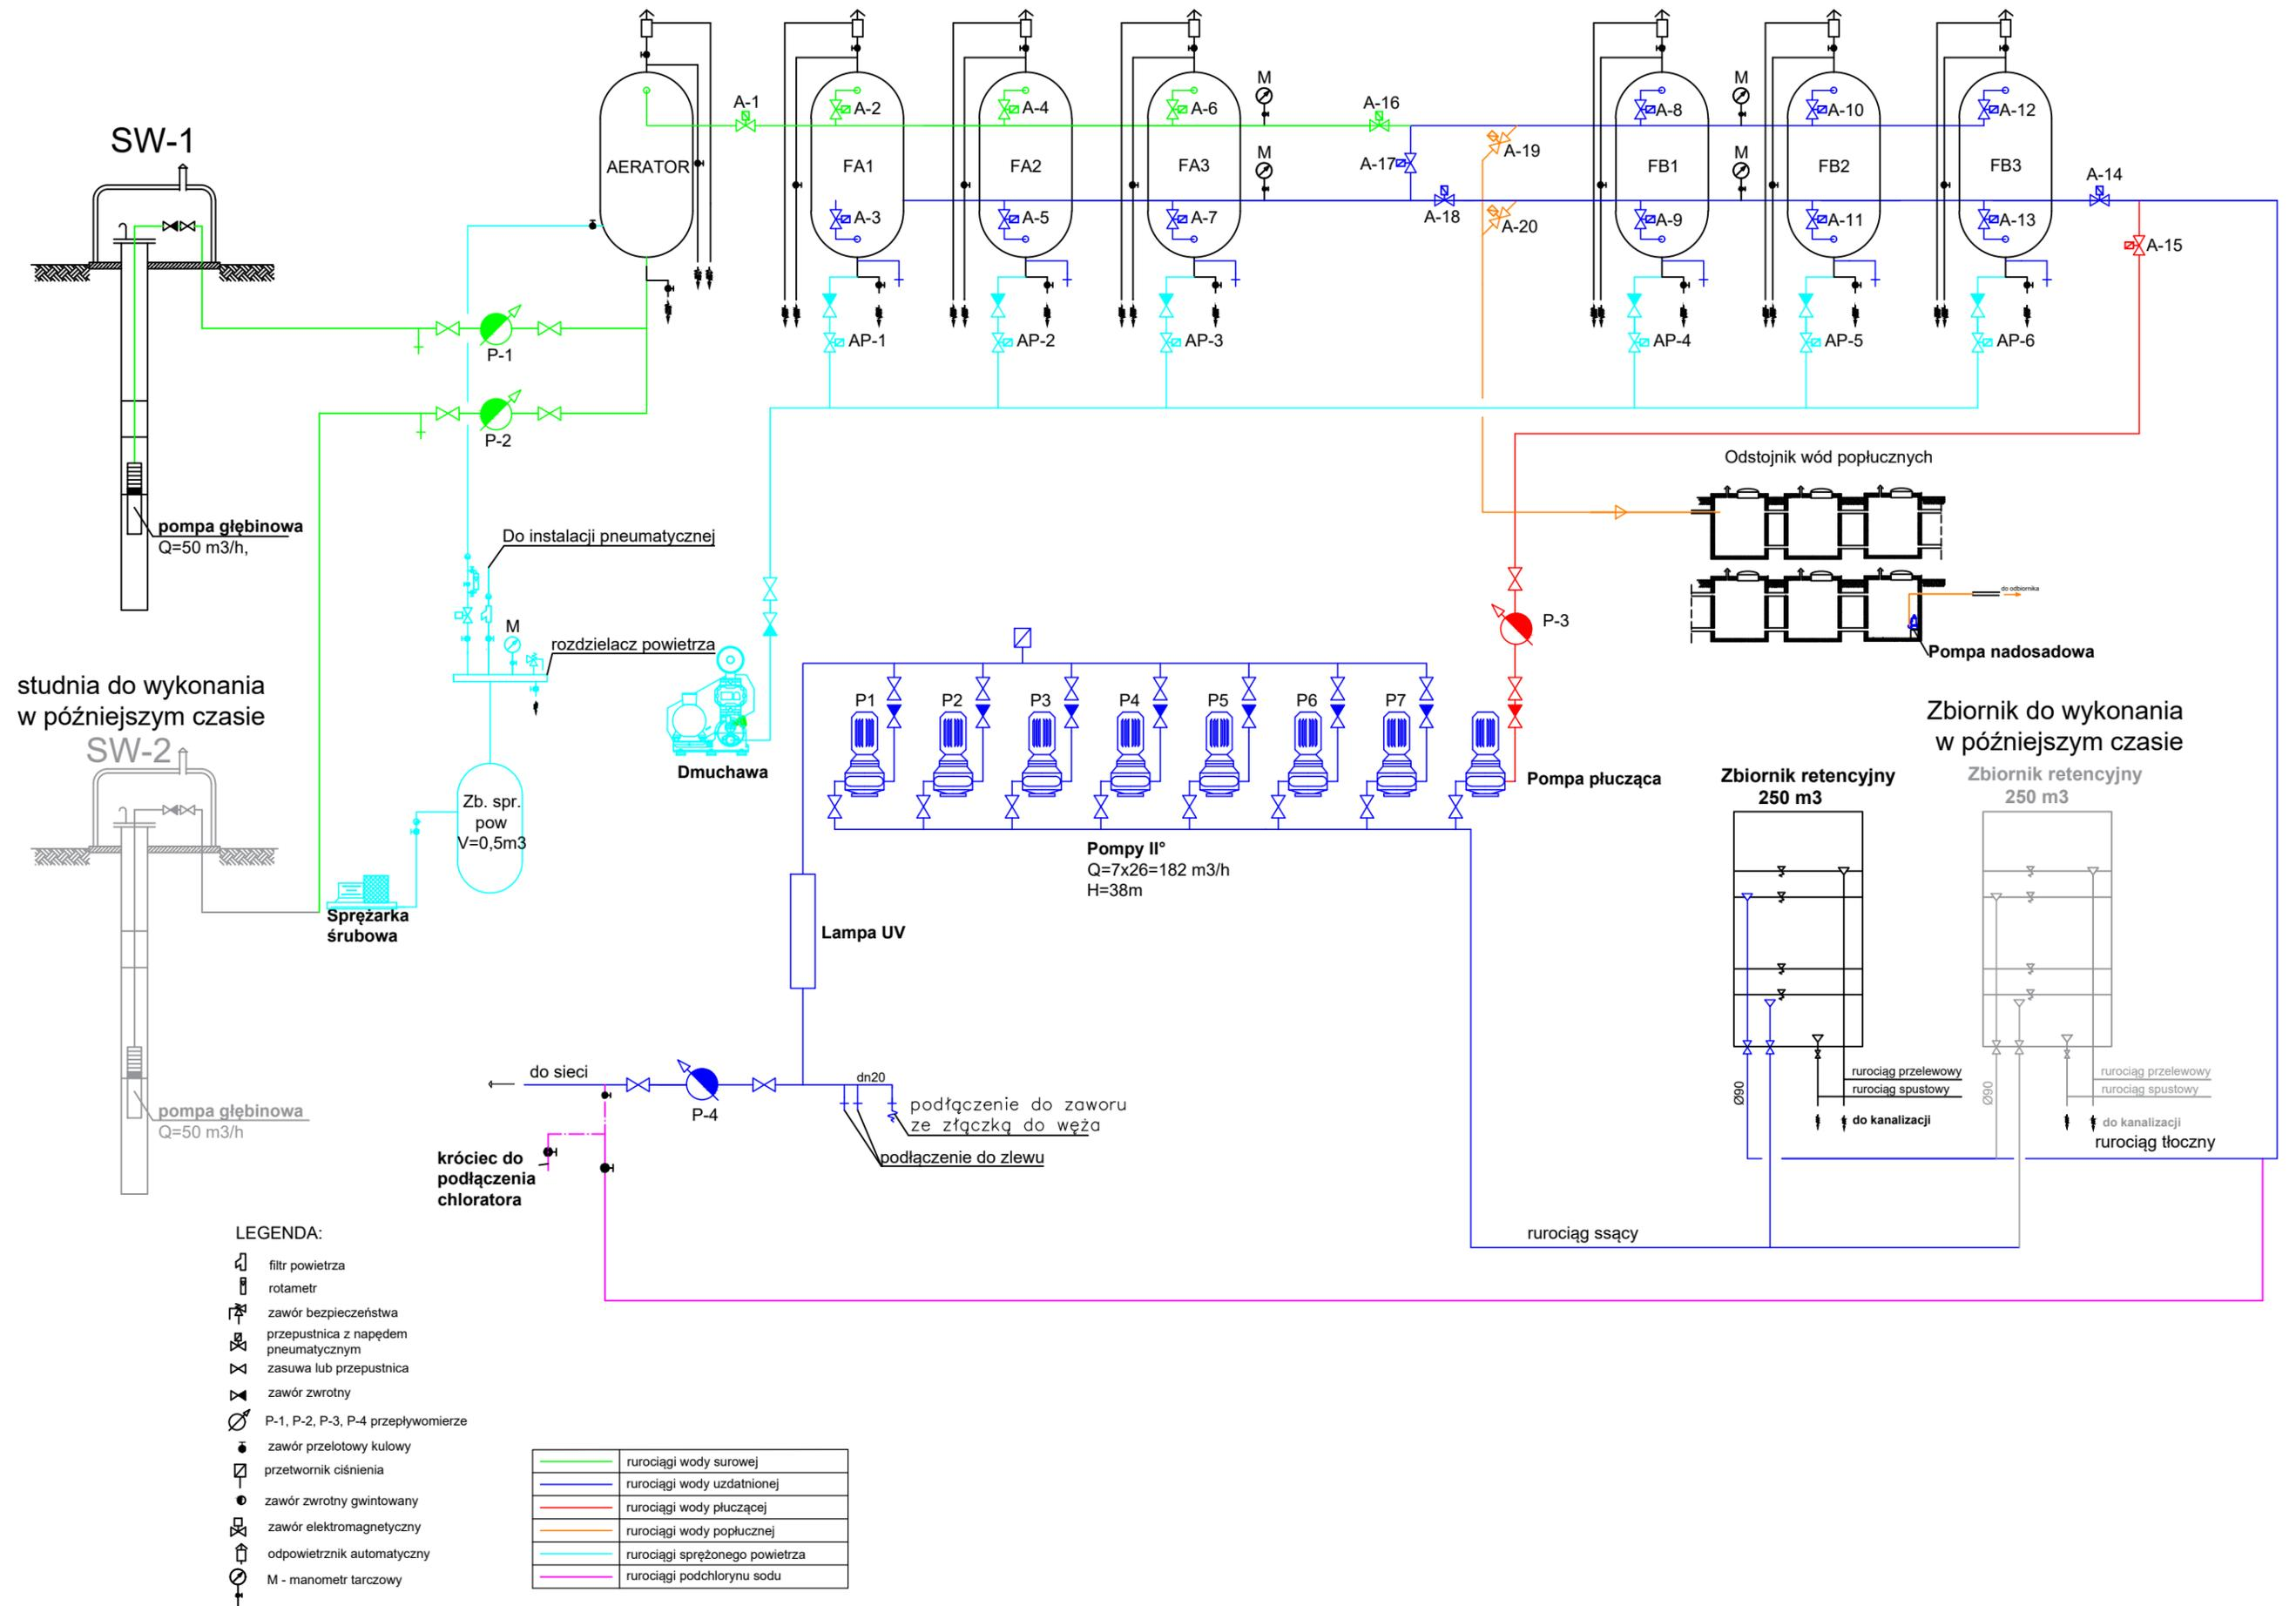 SW-1
AERATOR
A-1
FA1
A-2
A-3
FA2
A-4
A-5
FA3
A-6
A-7
M
M
A-16
A-17
A-18
A-19
A-20
FB1
A-8
A-9
M
M
FB2
A-10
A-11
FB3
A-12
A-13
A-14
A-15
AP-1
AP-2
AP-3
AP-4
AP-5
AP-6
P-1
P-2
pompa głębinowa
Q=50 m3/h,
Odstojnik wód popłucznych
do odbiornika
Pompa nadosadowa
Do instalacji pneumatycznej
M
rozdzielacz powietrza
Dmuchawa
P-3
P1
P2
P3
P4
P5
P6
P7
Pompa płucząca
Pompy II°
Q=7x26=182 m3/h
H=38m
studnia do wykonania
w późniejszym czasie
SW-2
pompa głębinowa
Q=50 m3/h
Zb. spr.
pow
V=0,5m3
Sprężarka
śrubowa
Lampa UV
Zbiornik do wykonania
w późniejszym czasie
Zbiornik retencyjny
250 m3
Zbiornik retencyjny
250 m3
Ø90
rurociąg przelewowy
rurociąg spustowy
do kanalizacji
Ø90
rurociąg przelewowy
rurociąg spustowy
do kanalizacji
rurociąg tłoczny
rurociąg ssący
do sieci
P-4
dn20
podłączenie do zaworu
ze złączką do węża
podłączenie do zlewu
króciec do
podłączenia
chloratora
LEGENDA:
filtr powietrza
rotametr
zawór bezpieczeństwa
przepustnica z napędem
pneumatycznym
zasuwa lub przepustnica
zawór zwrotny
P-1, P-2, P-3, P-4 przepływomierze
zawór przelotowy kulowy
przetwornik ciśnienia
zawór zwrotny gwintowany
zawór elektromagnetyczny
odpowietrznik automatyczny
M - manometr tarczowy
rurociągi wody surowej
rurociągi wody uzdatnionej
rurociągi wody płuczącej
rurociągi wody popłucznej
rurociągi sprężonego powietrza
rurociągi podchlorynu sodu